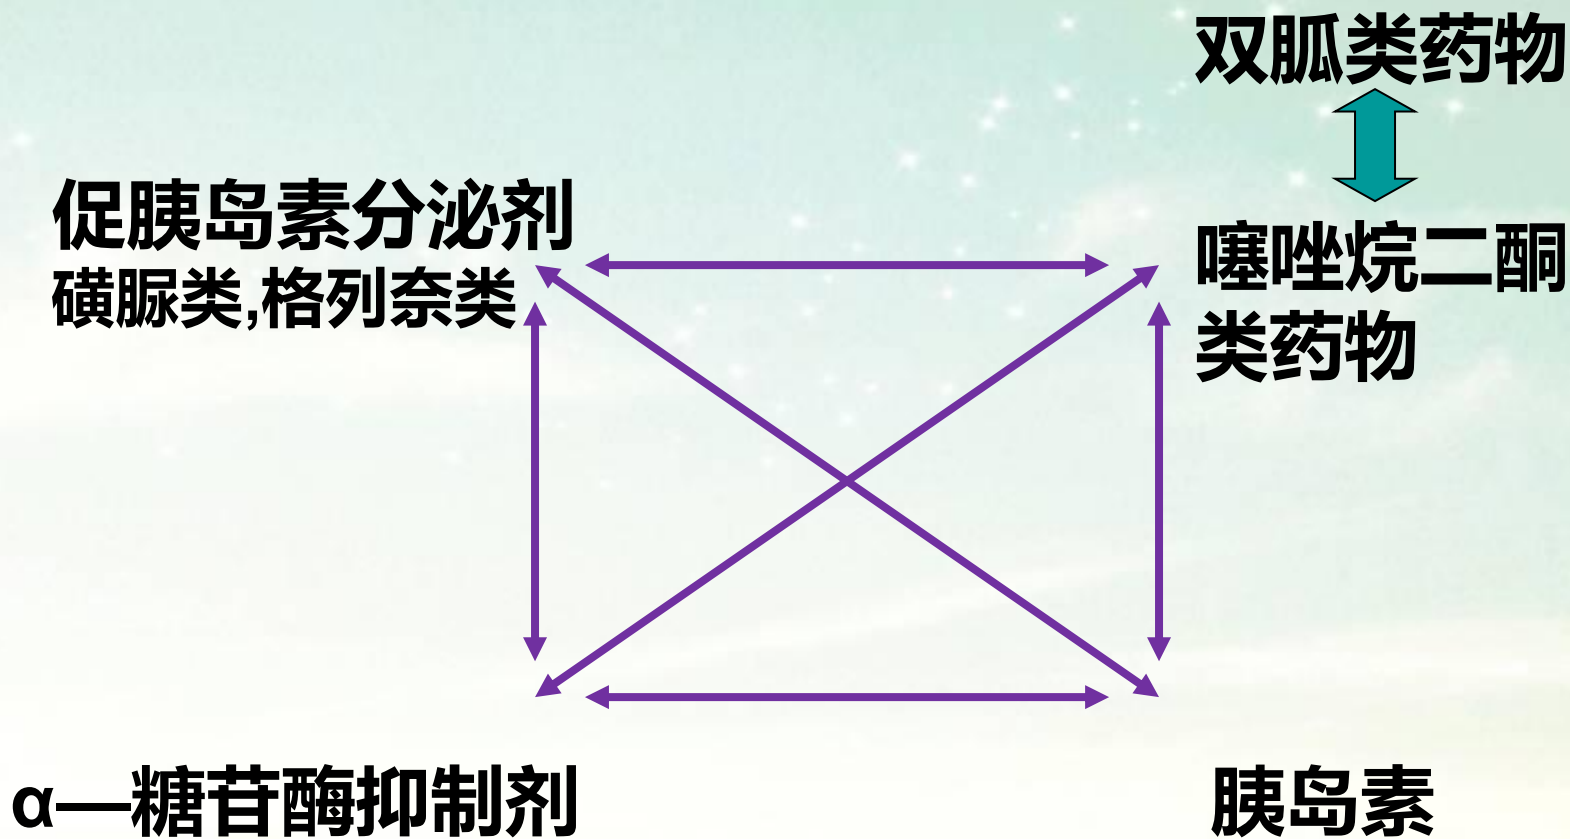 双胍类药物
促胰岛素分泌剂
磺脲类,格列奈类
噻唑烷二酮
类药物
α—糖苷酶抑制剂
胰岛素